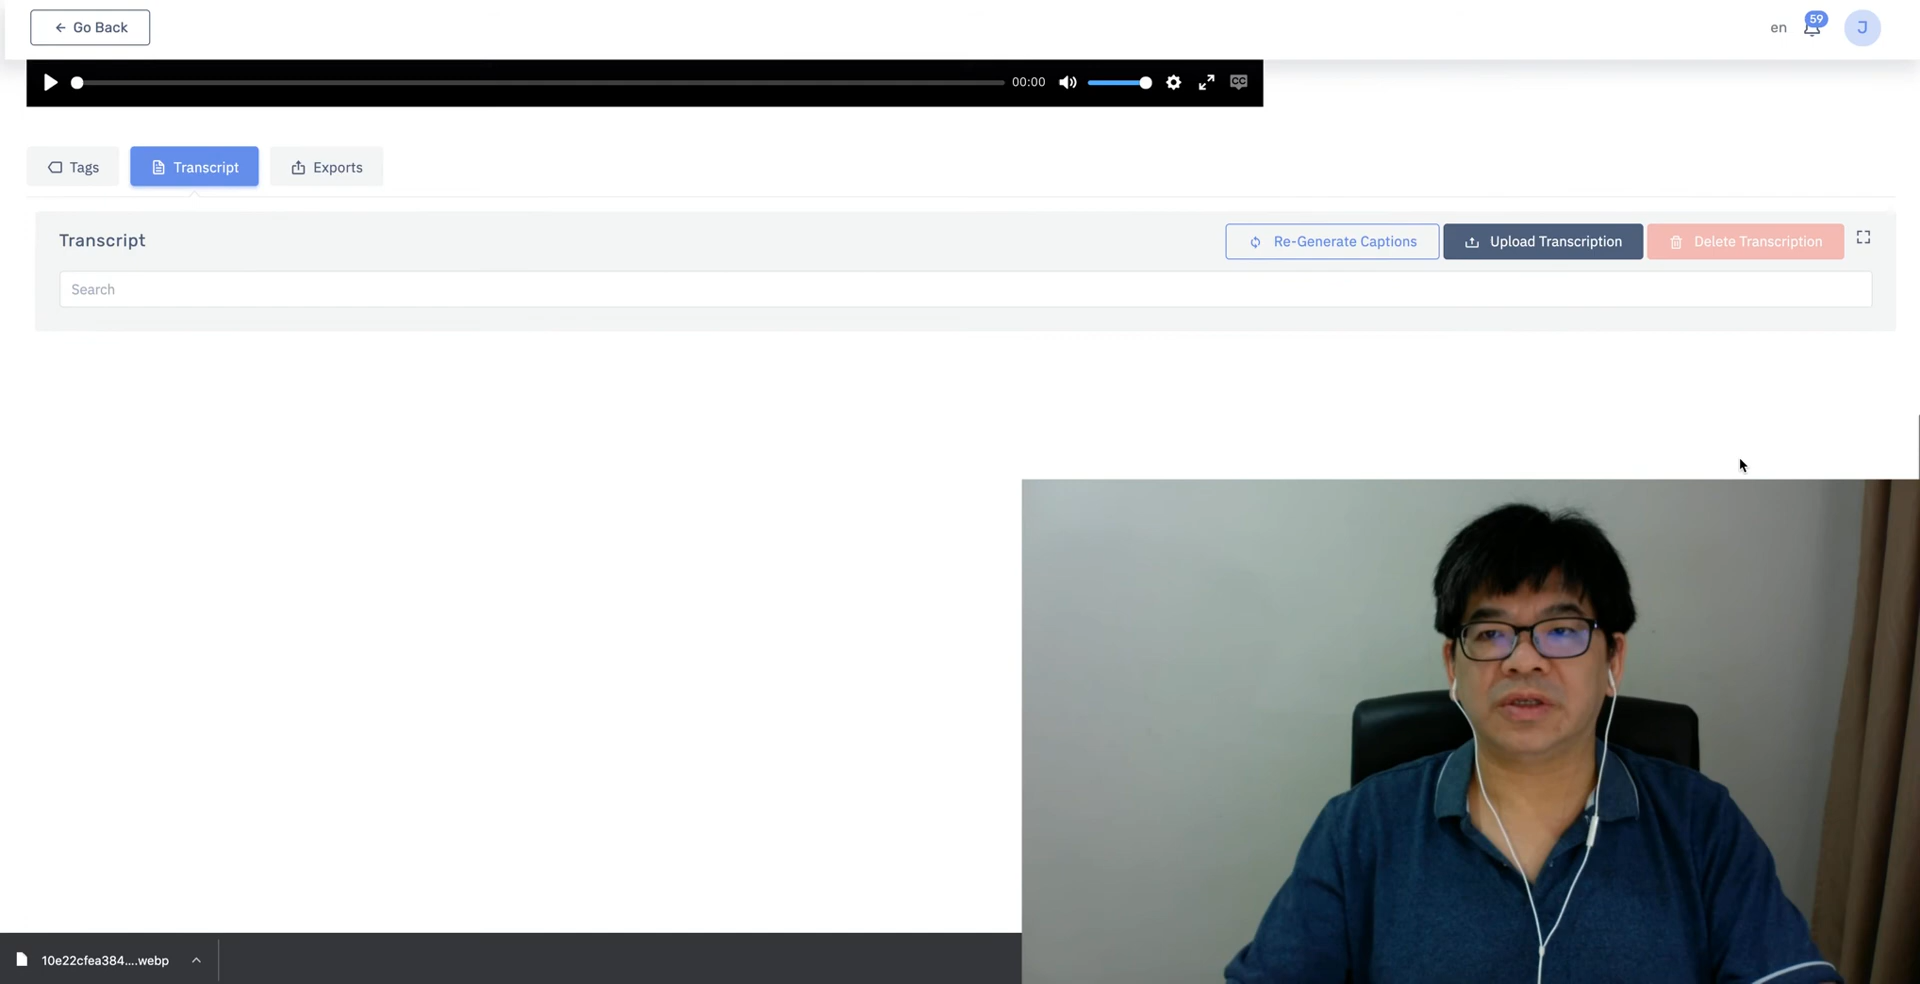 ← Go Back
en
59
J
00:00
CC
Tags
Transcript
Exports
Transcript
Re-Generate Captions
Upload Transcription
Delete Transcription
Search
10e22cfea384....webp